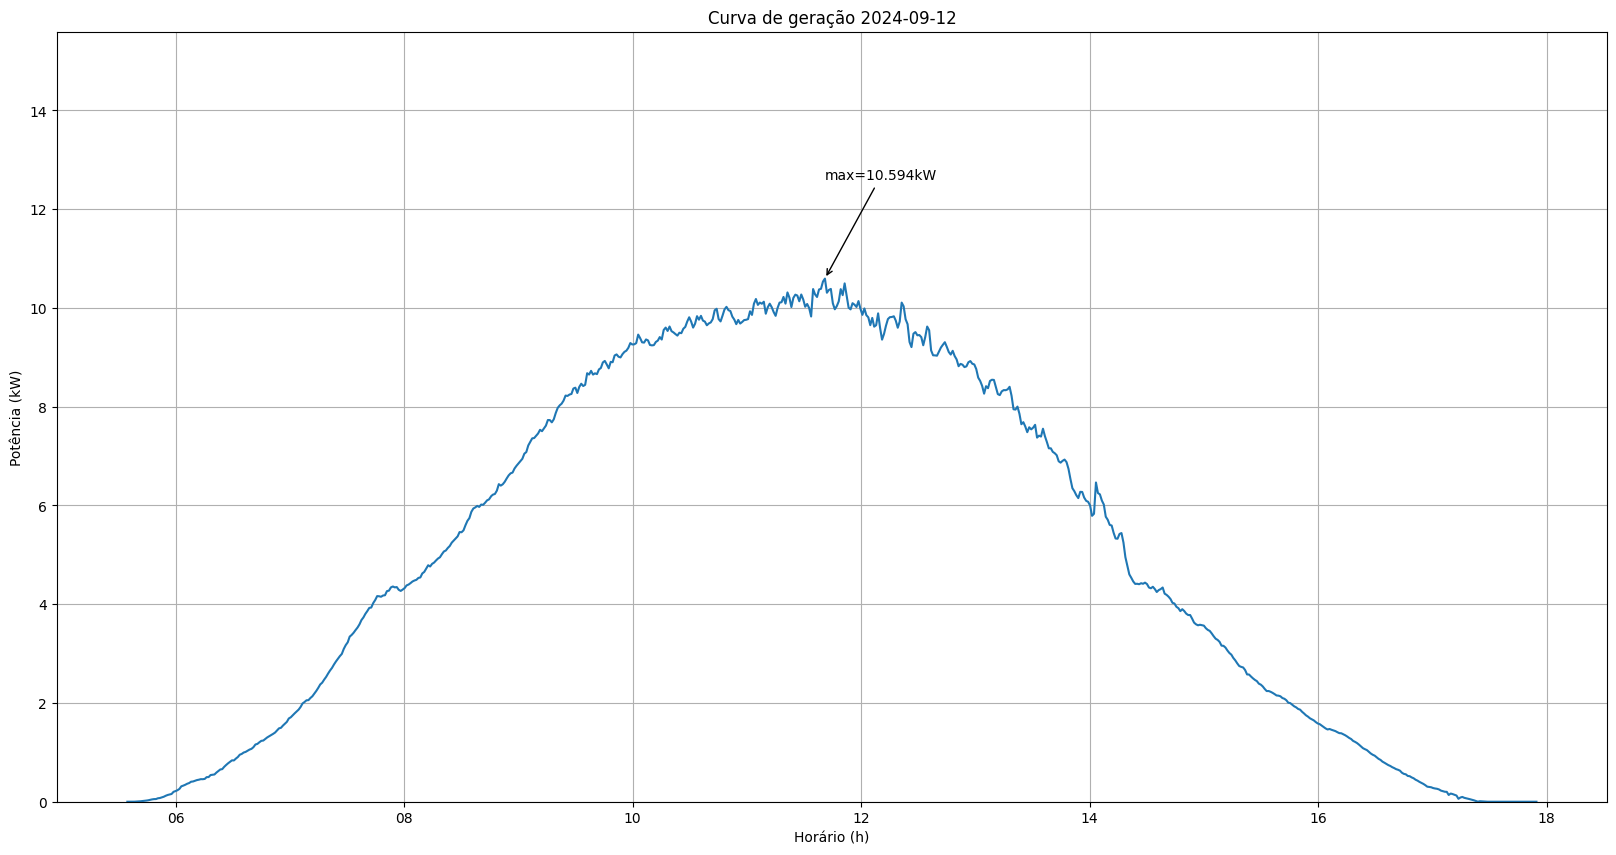 Curva de geração 2024-09-12
14
max=10.594kW
12
10
8
Potência (kW)
6
4
2
0
06 08 10 12 14 16 18
Horário (h)